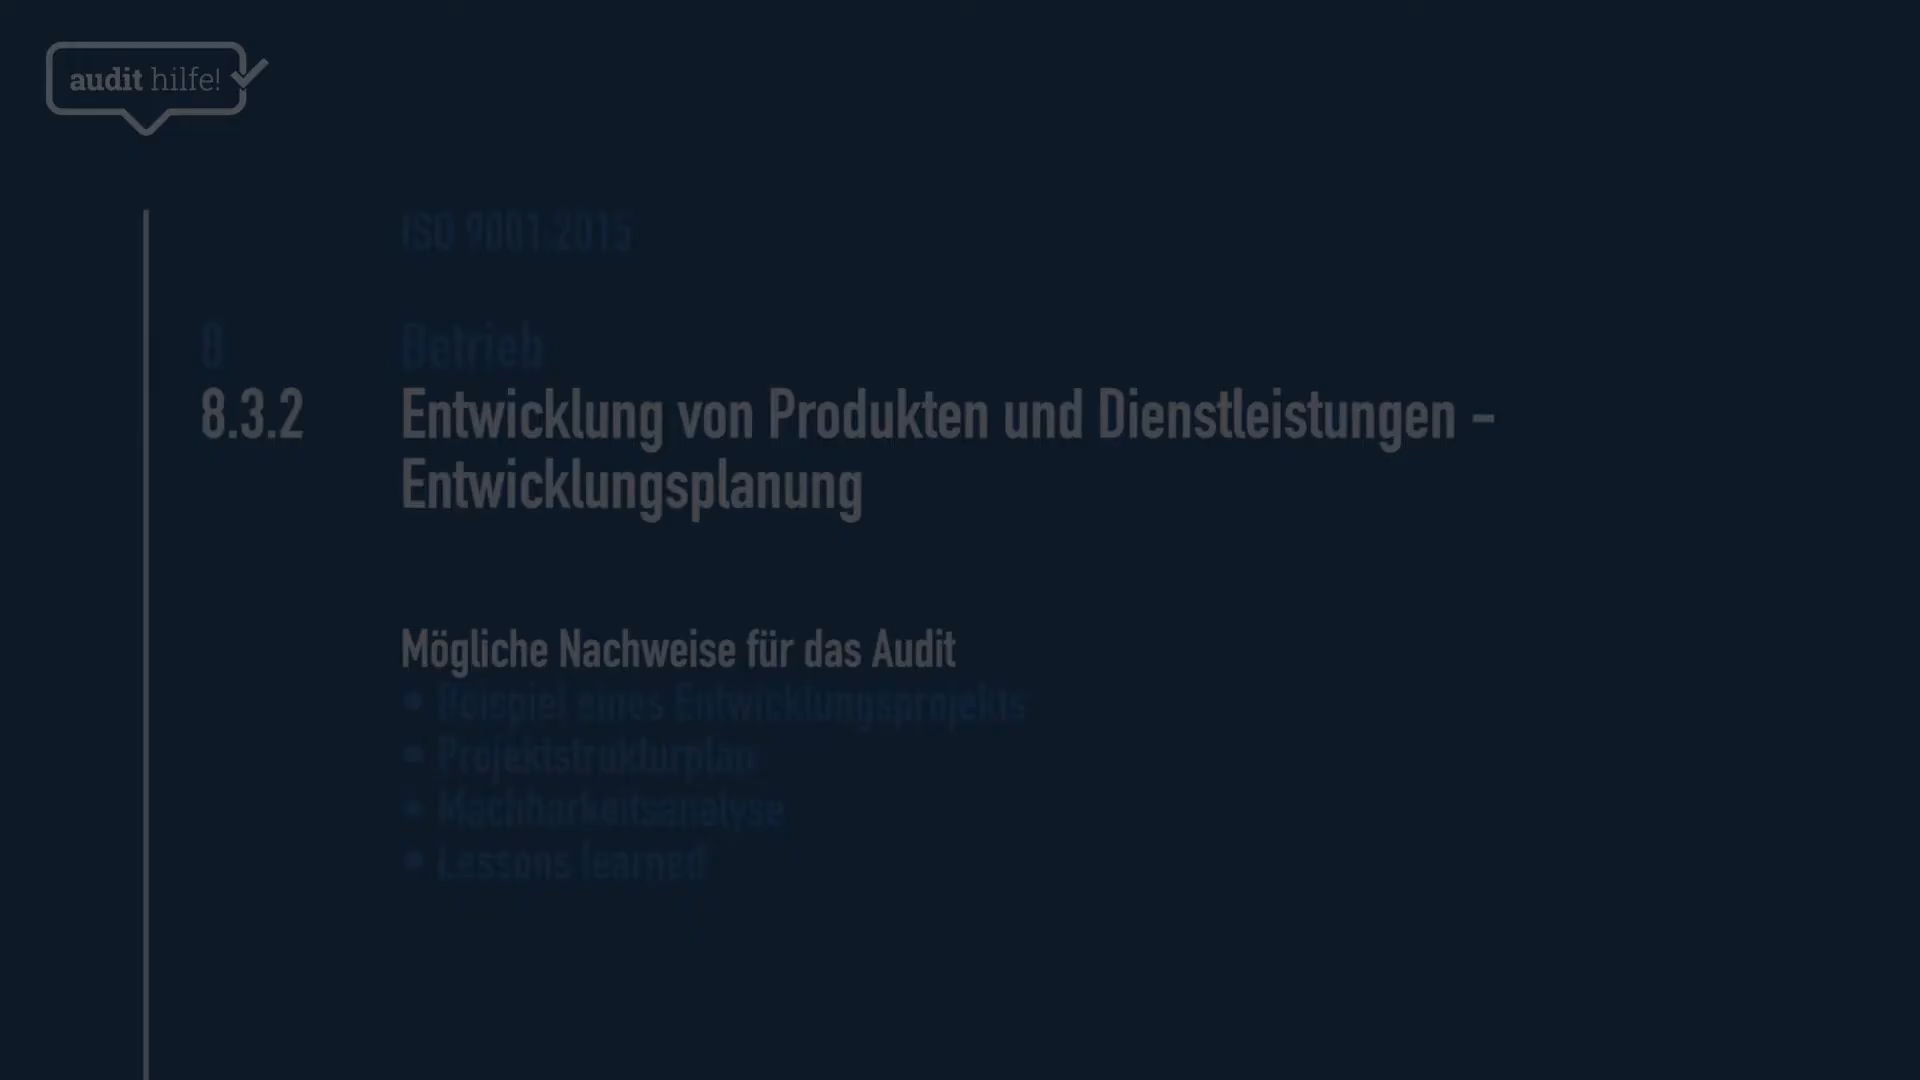 audit hilfe!
ISO 9001:2015
8 Betrieb
8.3.2 Entwicklung von Produkten und Dienstleistungen –
Entwicklungsplanung
Mögliche Nachweise für das Audit
• Beispiel eines Entwicklungsprojekts
• Projektstrukturplan
• Machbarkeitsanalyse
• Lessons learned